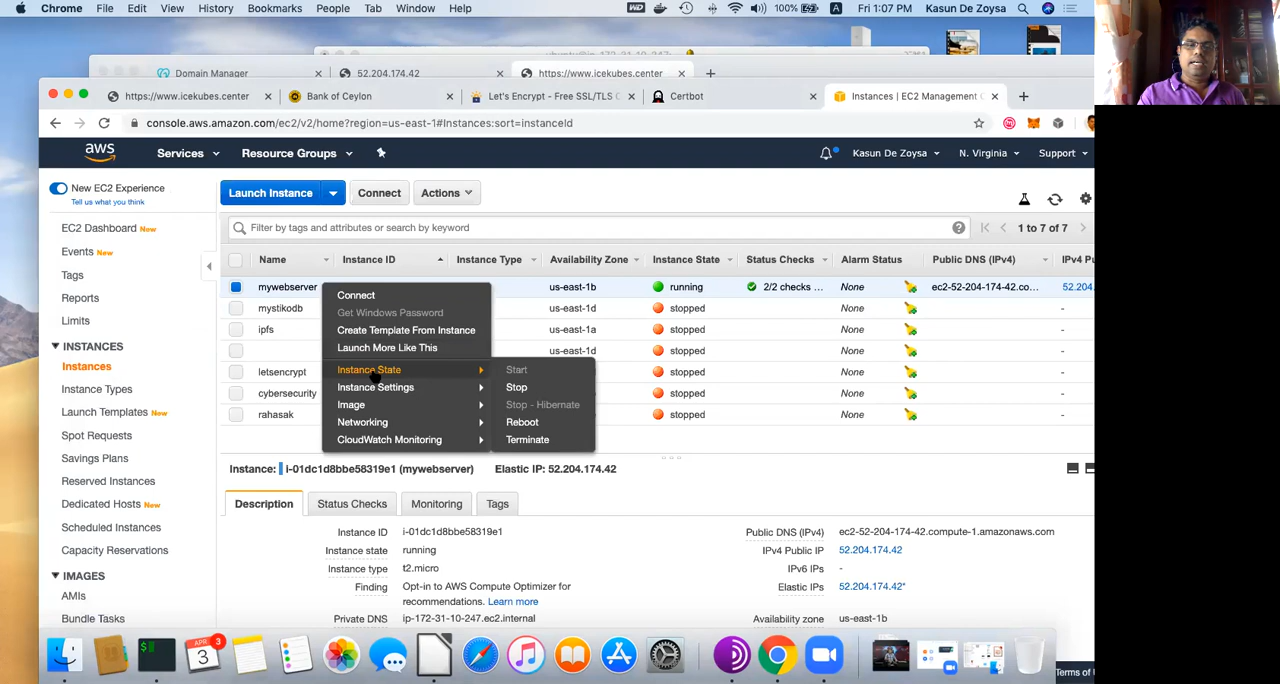 Chrome File Edit View History Bookmarks People Tab Window Help 100% A Fri 1:07 PM Kasun De Zoysa
Domain Manager 52.204.174.42 https://www.icekubes.center
https://www.icekubes.center Bank of Ceylon Let's Encrypt - Free SSL/TLS C Certbot Instances | EC2 Management C
console.aws.amazon.com/ec2/v2/home?region=us-east-1#Instances:sort=instanceId
aws Services Resource Groups Kasun De Zoysa N. Virginia Support
New EC2 Experience
Tell us what you think
EC2 Dashboard New
Events New
Tags
Reports
Limits
INSTANCES
Instances
Instance Types
Launch Templates New
Spot Requests
Savings Plans
Reserved Instances
Dedicated Hosts New
Scheduled Instances
Capacity Reservations
IMAGES
AMIs
Bundle Tasks
Launch Instance Connect Actions
Filter by tags and attributes or search by keyword 1 to 7 of 7
Name Instance ID Instance Type Availability Zone Instance State Status Checks Alarm Status Public DNS (IPv4) IPv4 Pu
mywebserver us-east-1b running 2/2 checks ... None ec2-52-204-174-42.co... 52.204.
mystikodb us-east-1d stopped None -
ipfs us-east-1a stopped None -
us-east-1d stopped None -
letsencrypt stopped None -
cybersecurity stopped None -
rahasak stopped None -
Connect
Get Windows Password
Create Template From Instance
Launch More Like This
Instance State
Instance Settings
Image
Networking
CloudWatch Monitoring
Start
Stop
Stop - Hibernate
Reboot
Terminate
Instance: i-01dc1d8bbe58319e1 (mywebserver) Elastic IP: 52.204.174.42
Description Status Checks Monitoring Tags
Instance ID i-01dc1d8bbe58319e1 Public DNS (IPv4) ec2-52-204-174-42.compute-1.amazonaws.com
Instance state running IPv4 Public IP 52.204.174.42
Instance type t2.micro IPv6 IPs -
Finding Opt-in to AWS Compute Optimizer for Elastic IPs 52.204.174.42*
recommendations. Learn more
Private DNS ip-172-31-10-247.ec2.internal Availability zone us-east-1b
APR 3
Terms of U